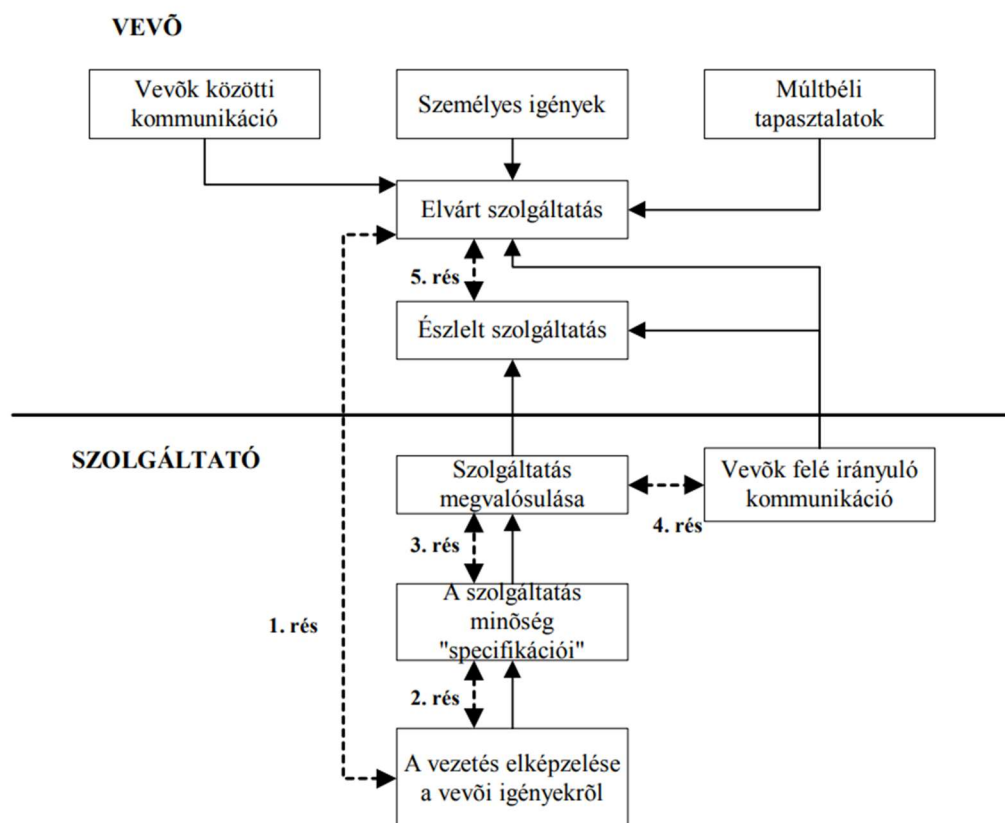 VEVÕ
Vevõk közötti
kommunikáció
Személyes igények
Múltbéli
tapasztalatok
Elvárt szolgáltatás
5. rés
Észlelt szolgáltatás
SZOLGÁLTATÓ
Szolgáltatás
megvalósulása
Vevõk felé irányuló
kommunikáció
4. rés
3. rés
A szolgáltatás
minõség
"specifikációi"
1. rés
2. rés
A vezetés elképzelése
a vevõi igényekrõl